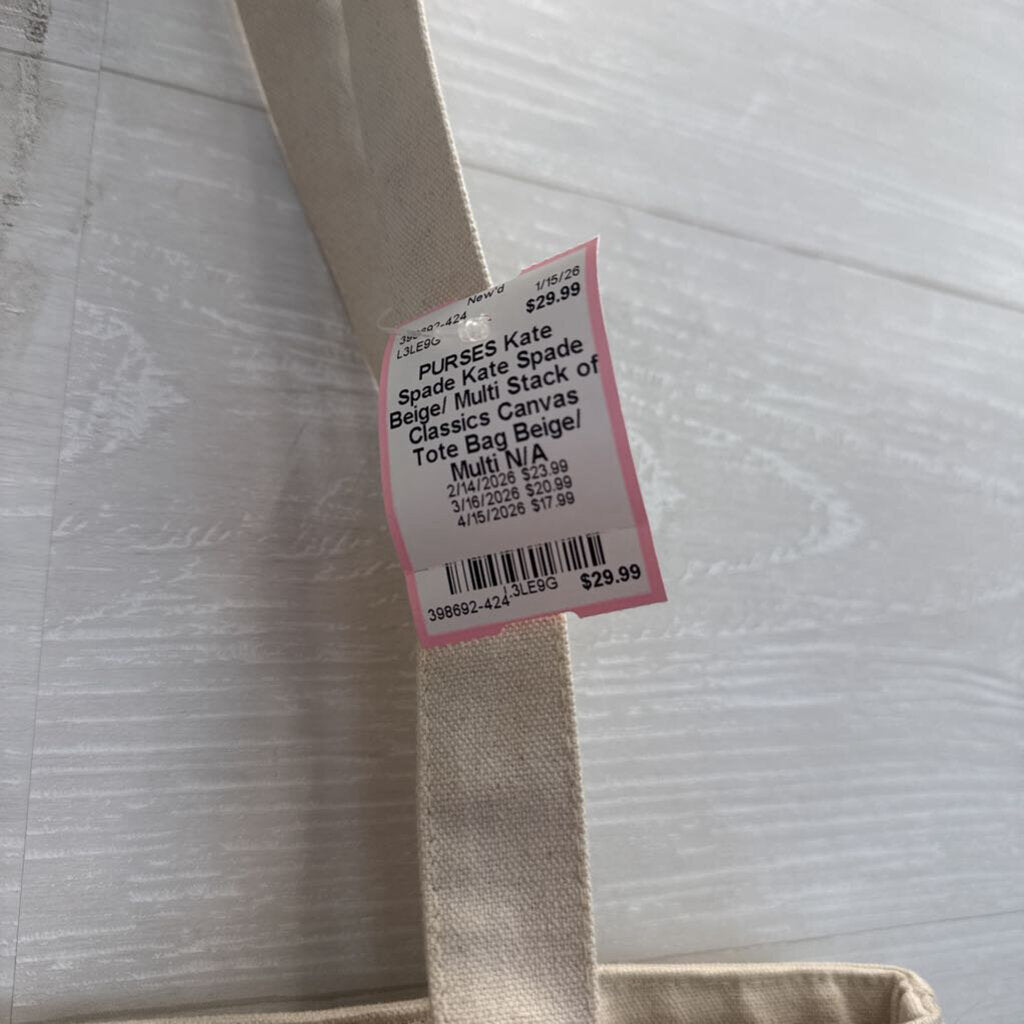 New'd 1/15/26
$29.99
L3LE9G
PURSES Kate
Spade Kate Spade
Beige/ Multi Stack of
Classics Canvas
Tote Bag Beige/
Multi N/A
2/14/2026 $23.99
3/16/2026 $20.99
4/15/2026 $17.99
398692-424 L3LE9G $29.99